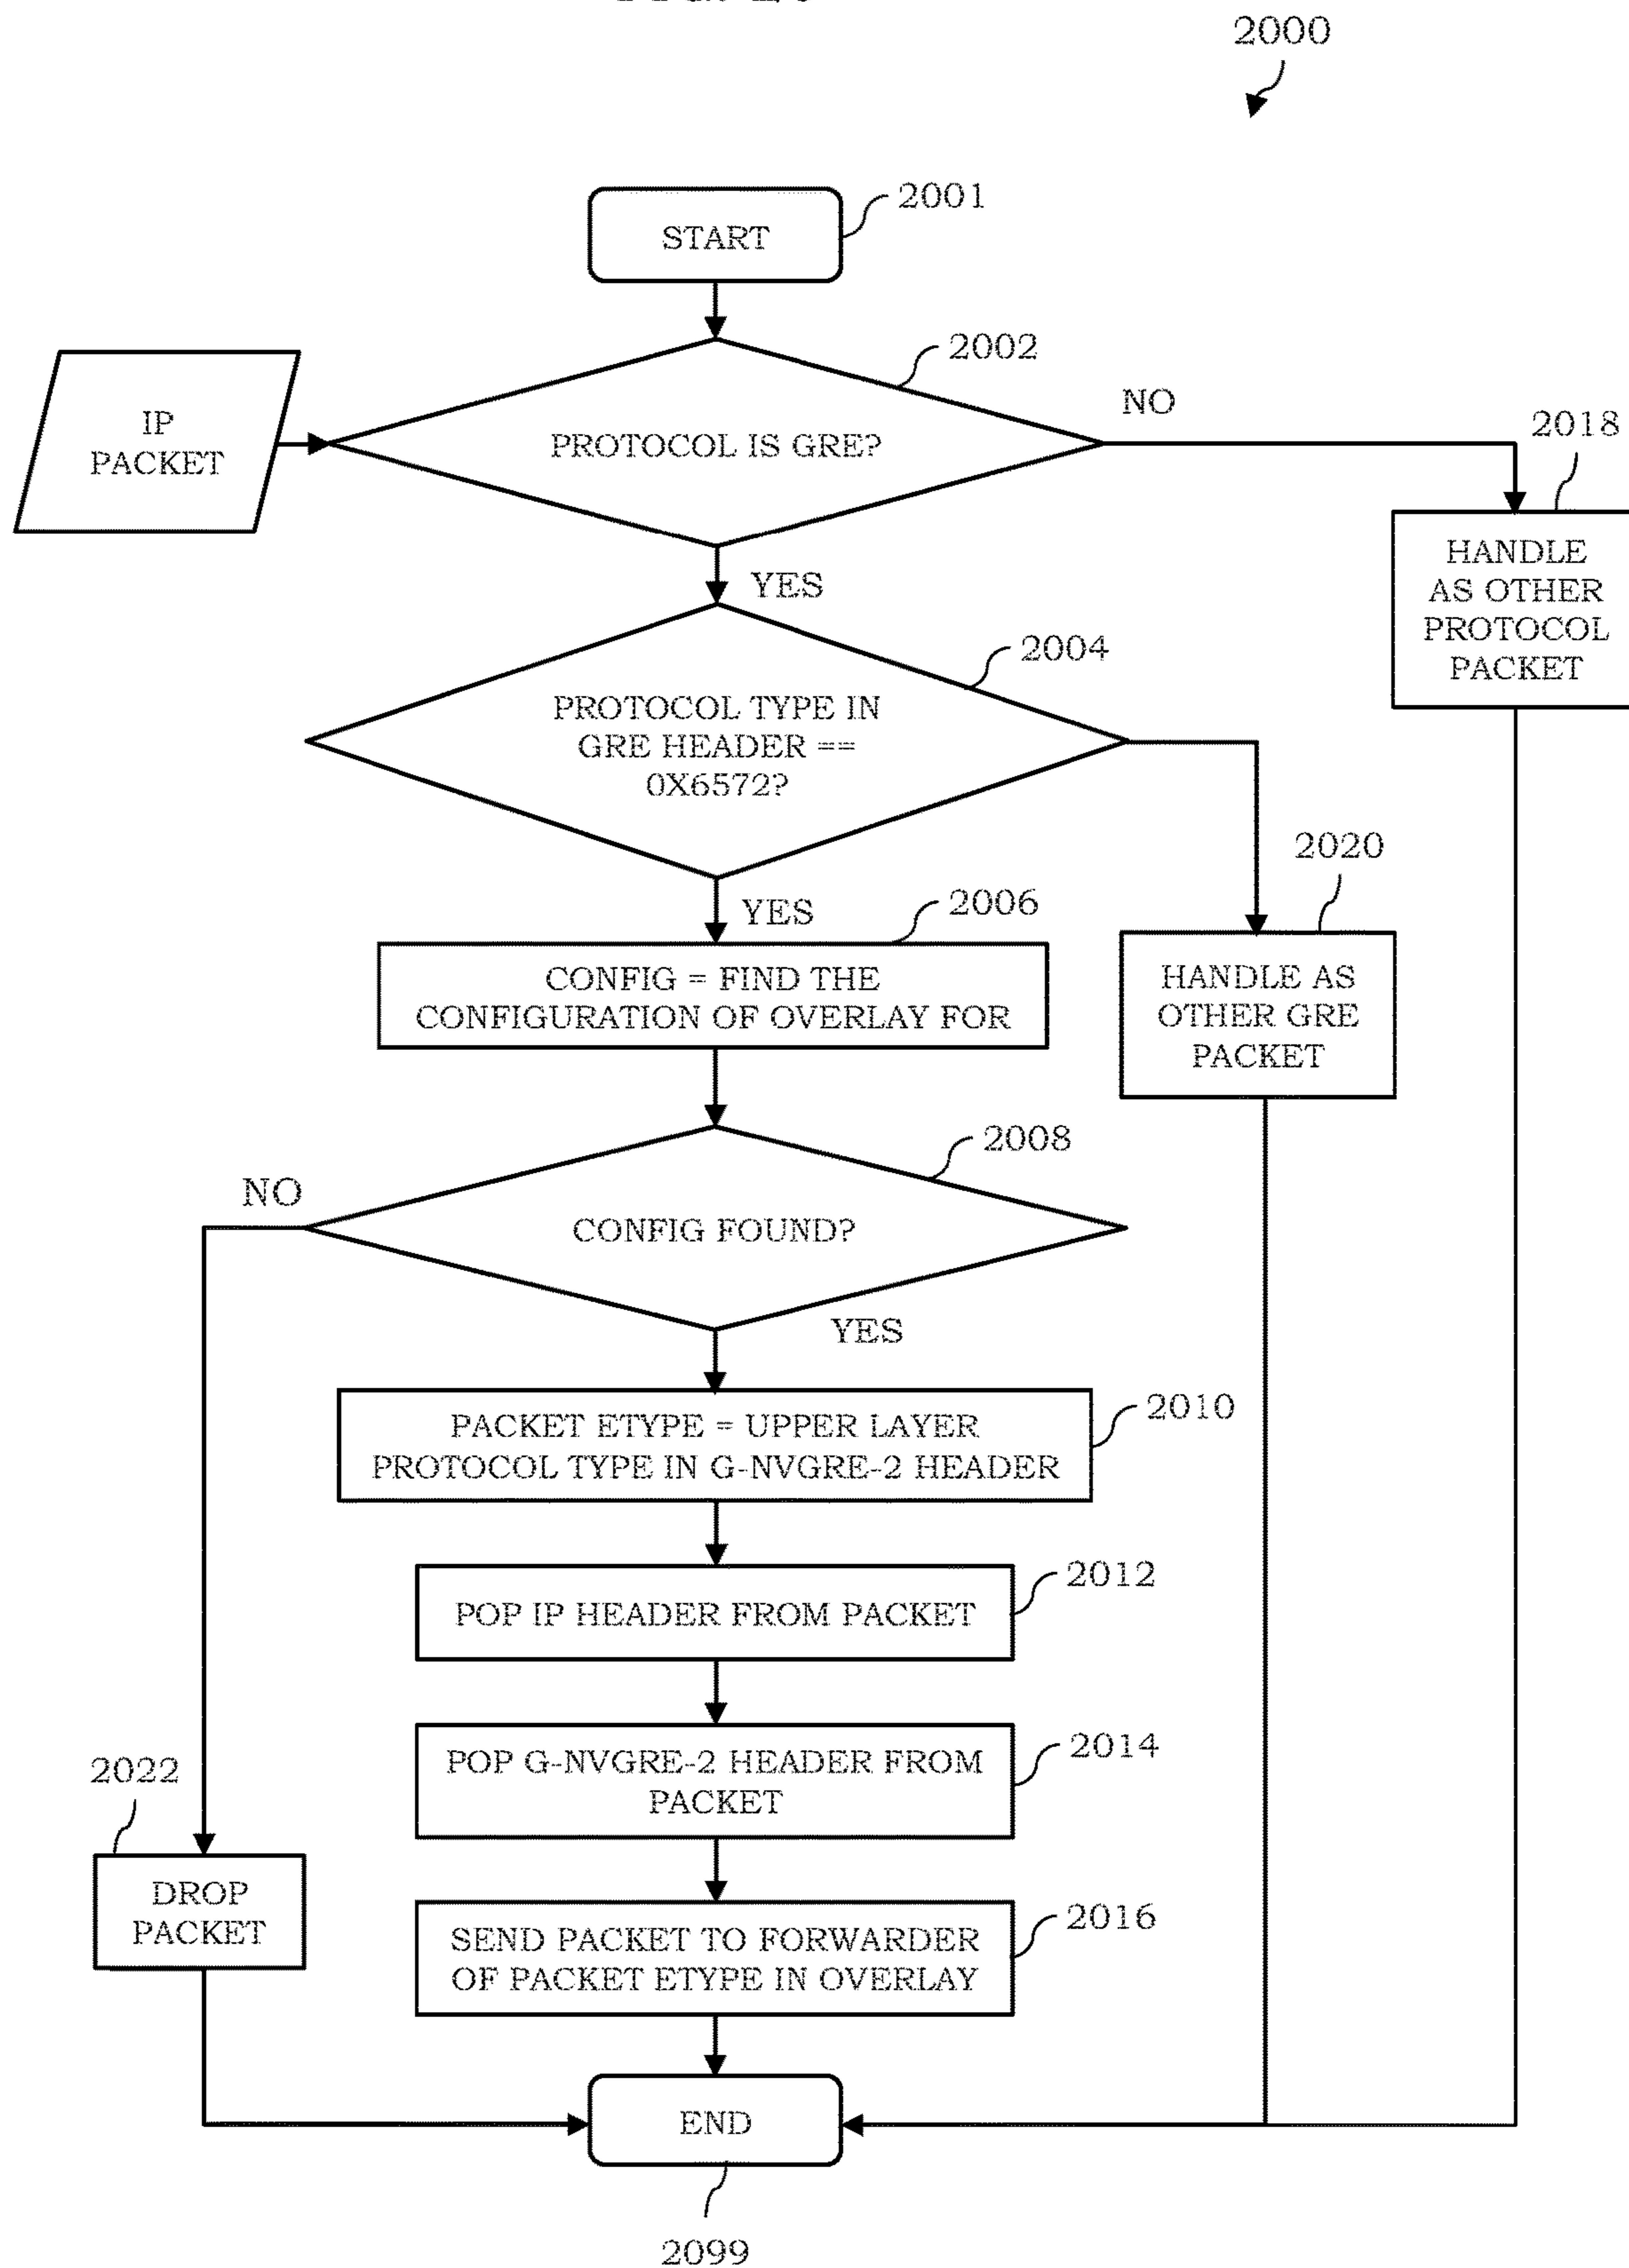 2000
START
2001
2002
IP
PACKET
PROTOCOL IS GRE?
NO
2018
YES
HANDLE
AS OTHER
PROTOCOL
PACKET
2004
PROTOCOL TYPE IN
GRE HEADER ==
0X6572?
2020
YES
2006
CONFIG = FIND THE
CONFIGURATION OF OVERLAY FOR
HANDLE AS
OTHER GRE
PACKET
2008
NO
CONFIG FOUND?
YES
2010
PACKET ETYPE = UPPER LAYER
PROTOCOL TYPE IN G-NVGRE-2 HEADER
2012
POP IP HEADER FROM PACKET
2014
POP G-NVGRE-2 HEADER FROM
PACKET
2022
DROP
PACKET
2016
SEND PACKET TO FORWARDER
OF PACKET ETYPE IN OVERLAY
END
2099